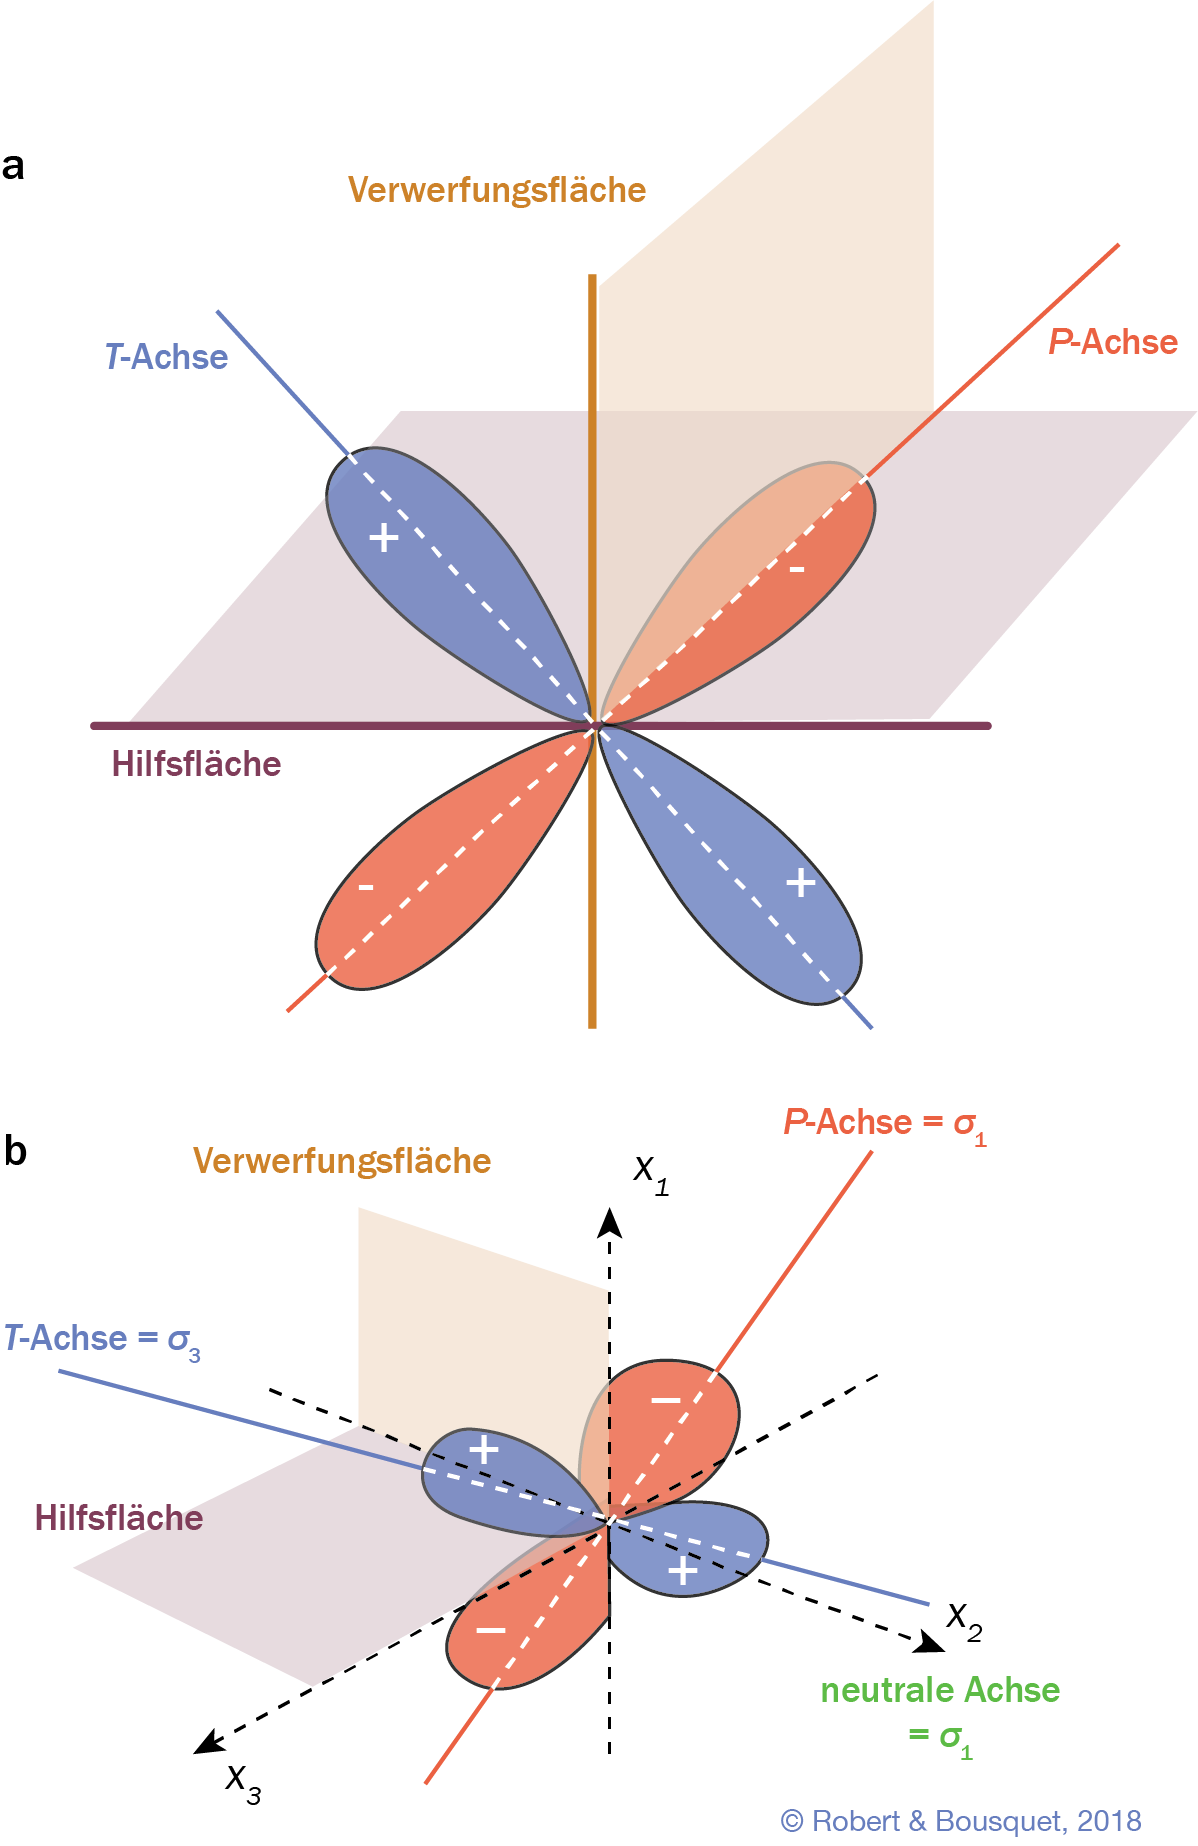 a
Verwerfungsfläche
T-Achse
P-Achse
+
-
Hilfsfläche
-
+
b
P-Achse = σ1
Verwerfungsfläche
x1
T-Achse = σ3
−
+
Hilfsfläche
+
−
x2
neutrale Achse
= σ1
x3
© Robert & Bousquet, 2018